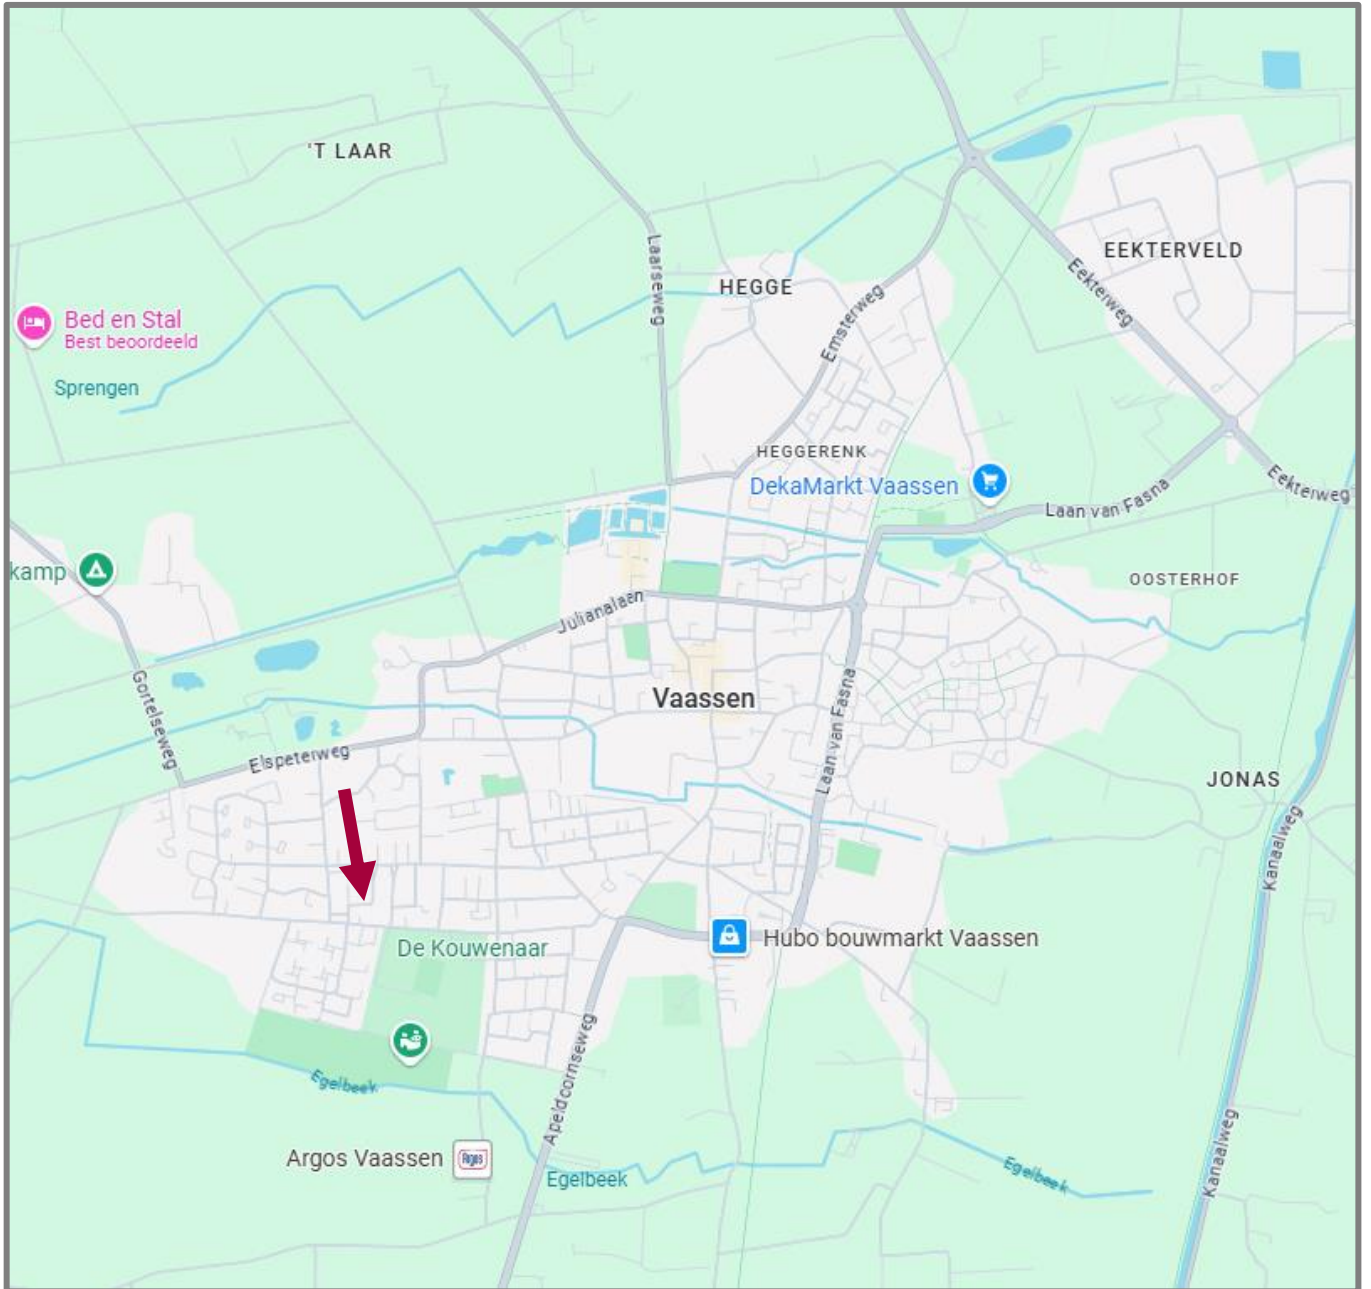 'T LAAR
EEKTERVELD
Laarseweg
HEGGE
Eekterweg
Bed en Stal
Best beoordeeld
Emsterweg
Sprengen
HEGGERENK
DekaMarkt Vaassen
Laan van Fasna
Eekterweg
kamp
OOSTERHOF
Julianalaan
Gortelseweg
Vaassen
Laan van Fasna
Elspeterweg
JONAS
Kanaalweg
De Kouwenaar
Hubo bouwmarkt Vaassen
Egelbeek
Apeldoornseweg
Argos Vaassen
Argos
Egelbeek
Egelbeek
Kanaalweg